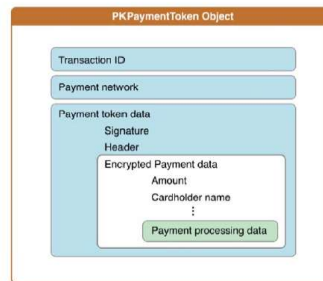 PKPaymentToken Object
Transaction ID
Payment network
Payment token data
Signature
Header
Encrypted Payment data
Amount
Cardholder name
⋮
Payment processing data